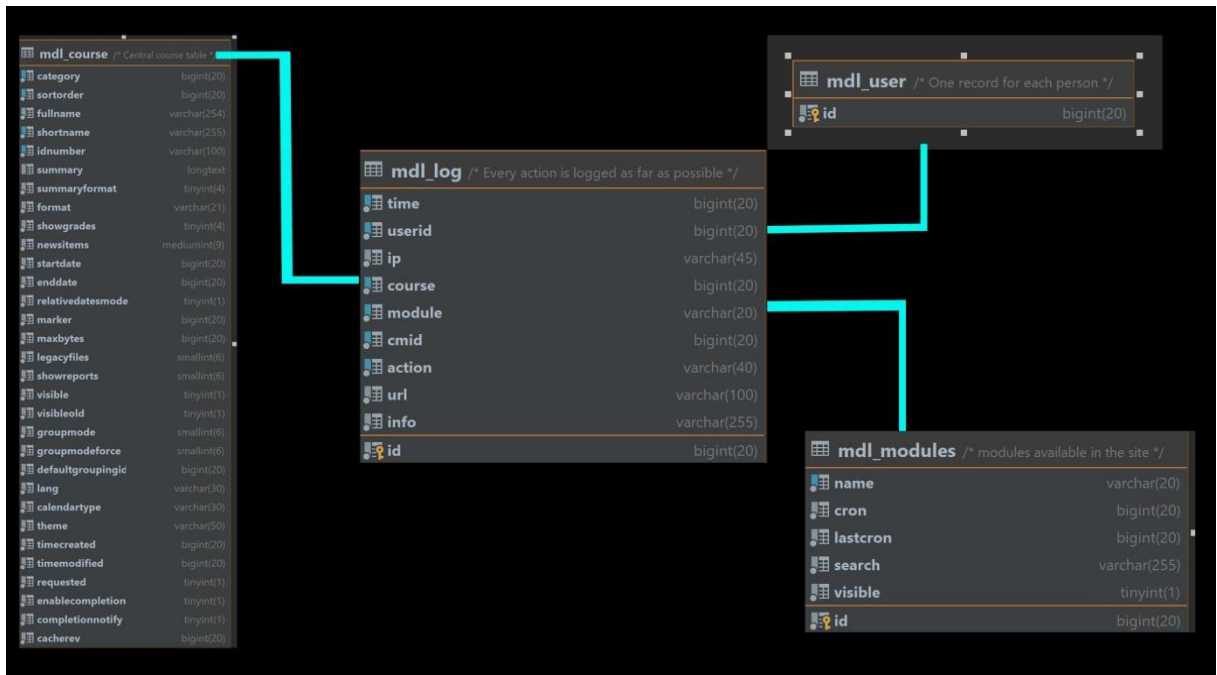 mdl_course /* Central course table */
category bigint(20)
sortorder bigint(20)
fullname varchar(254)
shortname varchar(255)
idnumber varchar(100)
summary longtext
summaryformat tinyint(4)
format varchar(21)
showgrades tinyint(4)
newsitems mediumint(9)
startdate bigint(20)
enddate bigint(20)
relativedatesmode tinyint(1)
marker bigint(20)
maxbytes bigint(20)
legacyfiles smallint(6)
showreports smallint(6)
visible tinyint(1)
visibleold tinyint(1)
groupmode smallint(6)
groupmodeforce smallint(6)
defaultgroupingid bigint(20)
lang varchar(30)
calendartype varchar(30)
theme varchar(50)
timecreated bigint(20)
timemodified bigint(20)
requested tinyint(1)
enablecompletion tinyint(1)
completionnotify tinyint(1)
cacherev bigint(20)
mdl_log /* Every action is logged as far as possible */
time bigint(20)
userid bigint(20)
ip varchar(45)
course bigint(20)
module varchar(20)
cmid bigint(20)
action varchar(40)
url varchar(100)
info varchar(255)
id bigint(20)
mdl_user /* One record for each person */
id bigint(20)
mdl_modules /* modules available in the site */
name varchar(20)
cron bigint(20)
lastcron bigint(20)
search varchar(255)
visible tinyint(1)
id bigint(20)